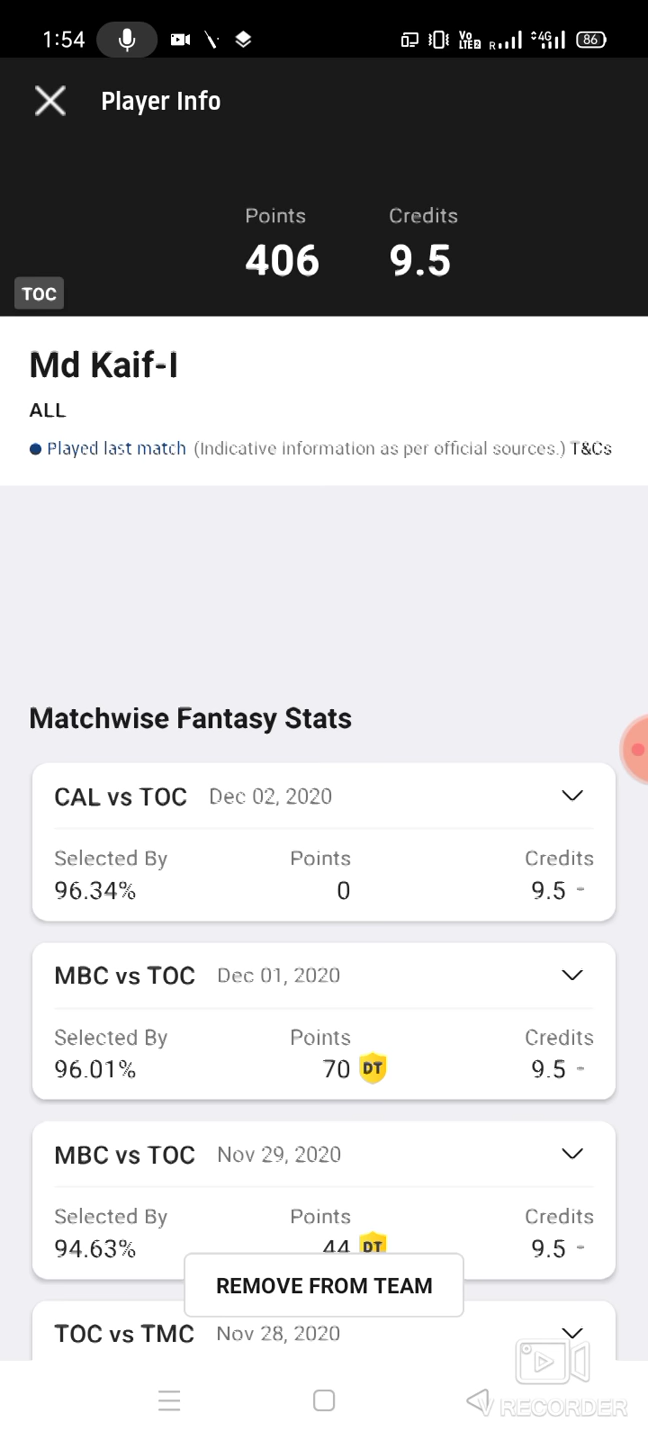 1:54 Vo LTE2 R 4G 86
Player Info
Points Credits
406 9.5
TOC
Md Kaif-I
ALL
Played last match (Indicative information as per official sources.) T&Cs
Matchwise Fantasy Stats
CAL vs TOC Dec 02, 2020
Selected By Points Credits
96.34% 0 9.5 -
MBC vs TOC Dec 01, 2020
Selected By Points Credits
96.01% 70 DT 9.5 -
MBC vs TOC Nov 29, 2020
Selected By Points Credits
94.63% 44 DT 9.5 -
REMOVE FROM TEAM
TOC vs TMC Nov 28, 2020
V RECORDER